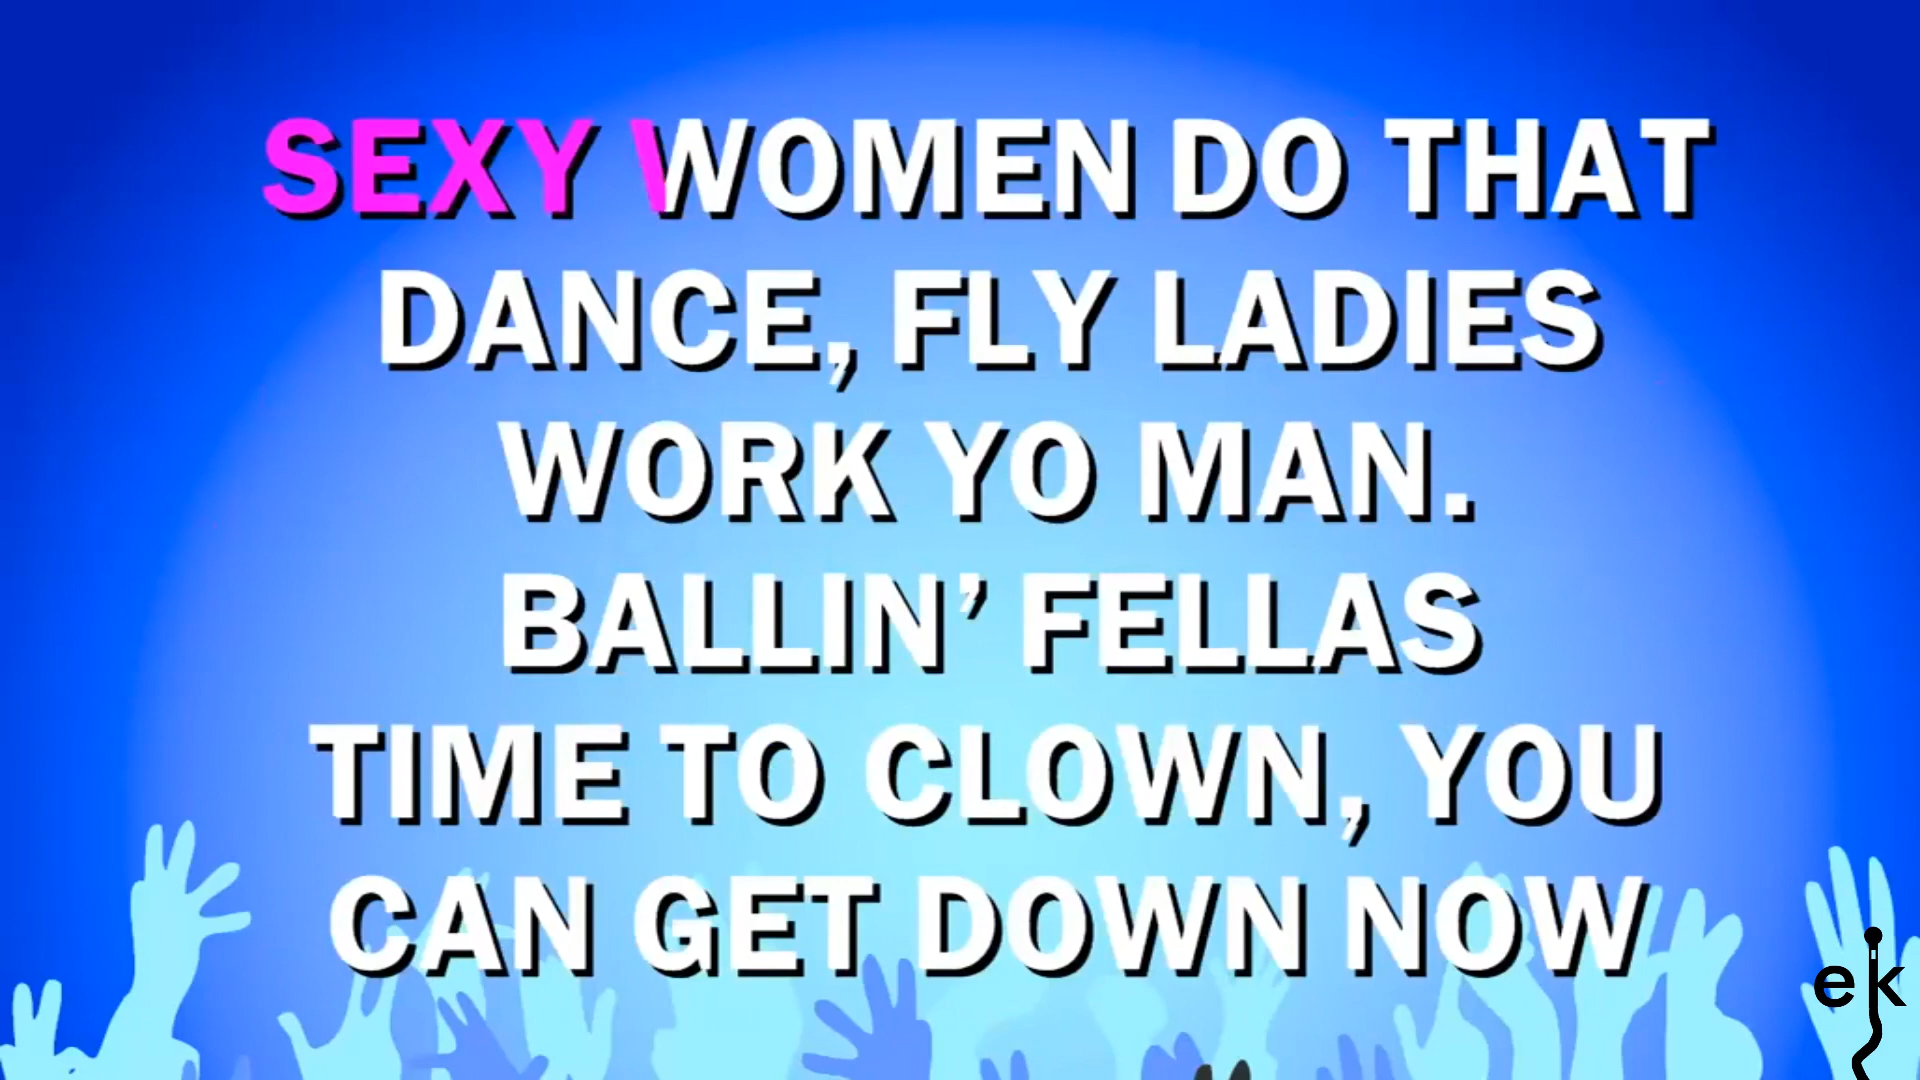 SEXY WOMEN DO THAT
DANCE, FLY LADIES
WORK YO MAN.
BALLIN’ FELLAS
TIME TO CLOWN, YOU
CAN GET DOWN NOW
ek